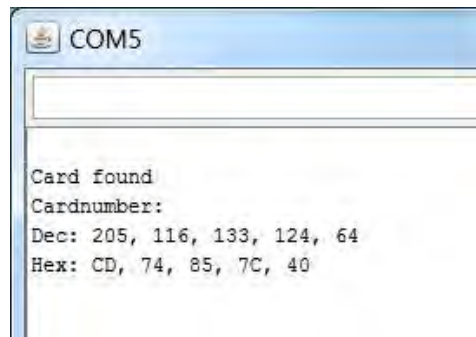 COM5
Card found
Cardnumber:
Dec: 205, 116, 133, 124, 64
Hex: CD, 74, 85, 7C, 40